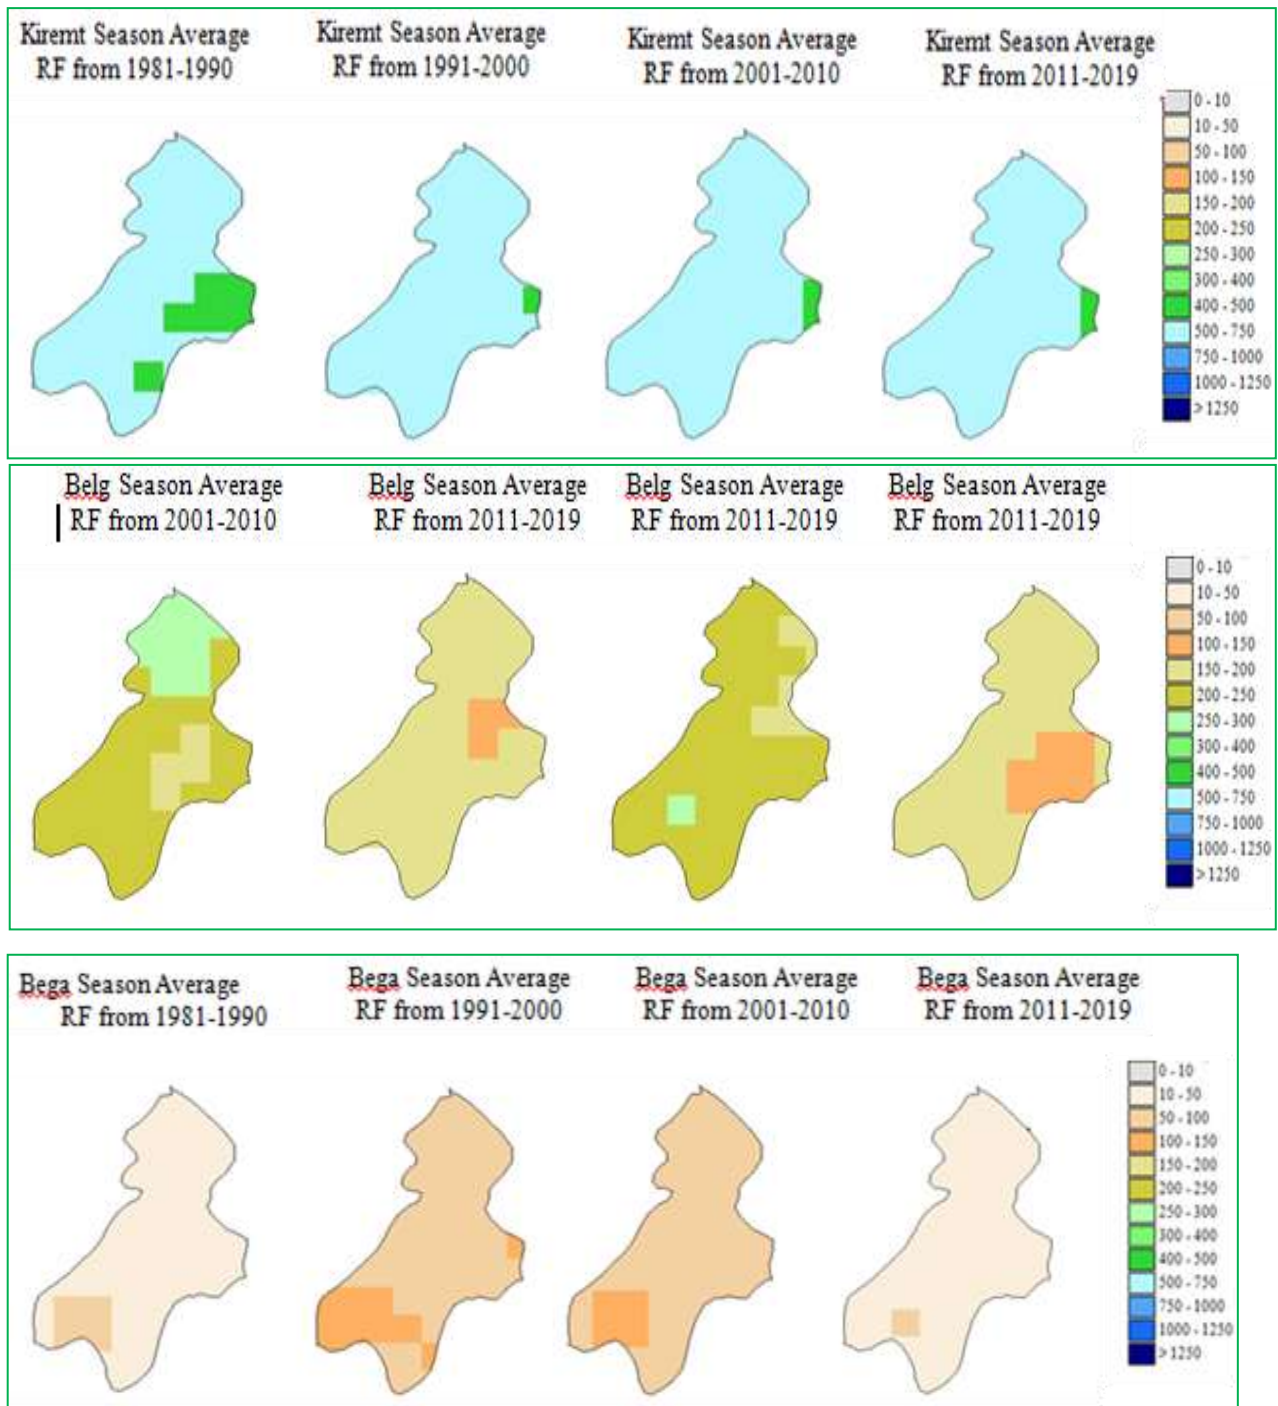 Kiremt Season Average
RF from 1981-1990
Kiremt Season Average
RF from 1991-2000
Kiremt Season Average
RF from 2001-2010
Kiremt Season Average
RF from 2011-2019
0 - 10
10 - 50
50 - 100
100 - 150
150 - 200
200 - 250
250 - 300
300 - 400
400 - 500
500 - 750
750 - 1000
1000 - 1250
> 1250
Belg Season Average
RF from 2001-2010
Belg Season Average
RF from 2011-2019
Belg Season Average
RF from 2011-2019
Belg Season Average
RF from 2011-2019
0 - 10
10 - 50
50 - 100
100 - 150
150 - 200
200 - 250
250 - 300
300 - 400
400 - 500
500 - 750
750 - 1000
1000 - 1250
> 1250
Bega Season Average
RF from 1981-1990
Bega Season Average
RF from 1991-2000
Bega Season Average
RF from 2001-2010
Bega Season Average
RF from 2011-2019
0 - 10
10 - 50
50 - 100
100 - 150
150 - 200
200 - 250
250 - 300
300 - 400
400 - 500
500 - 750
750 - 1000
1000 - 1250
> 1250